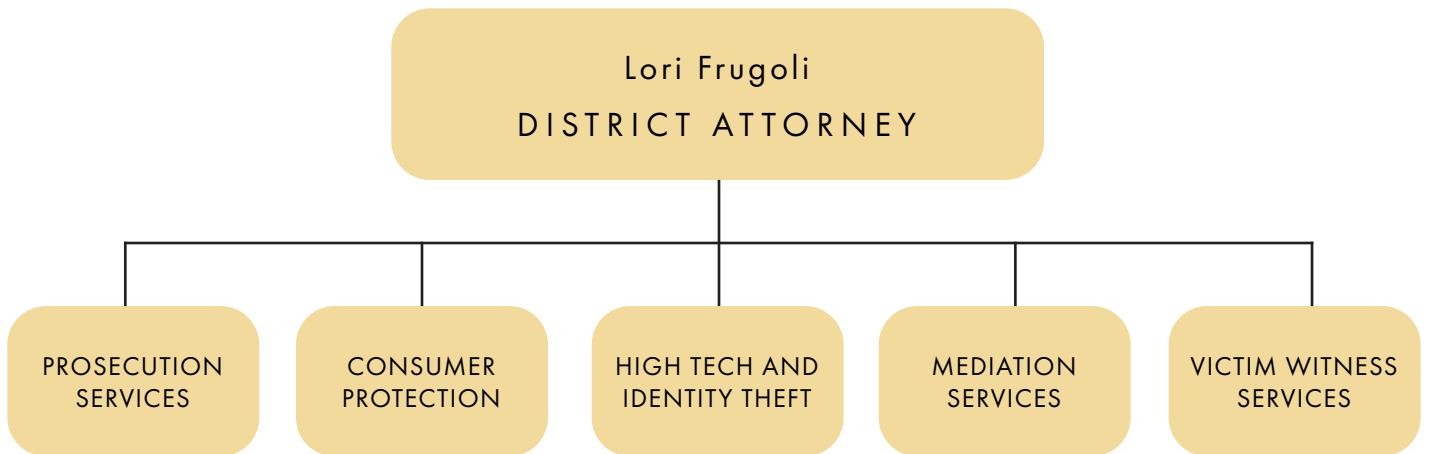 Lori Frugoli
DISTRICT ATTORNEY
PROSECUTION
SERVICES
CONSUMER
PROTECTION
HIGH TECH AND
IDENTITY THEFT
MEDIATION
SERVICES
VICTIM WITNESS
SERVICES